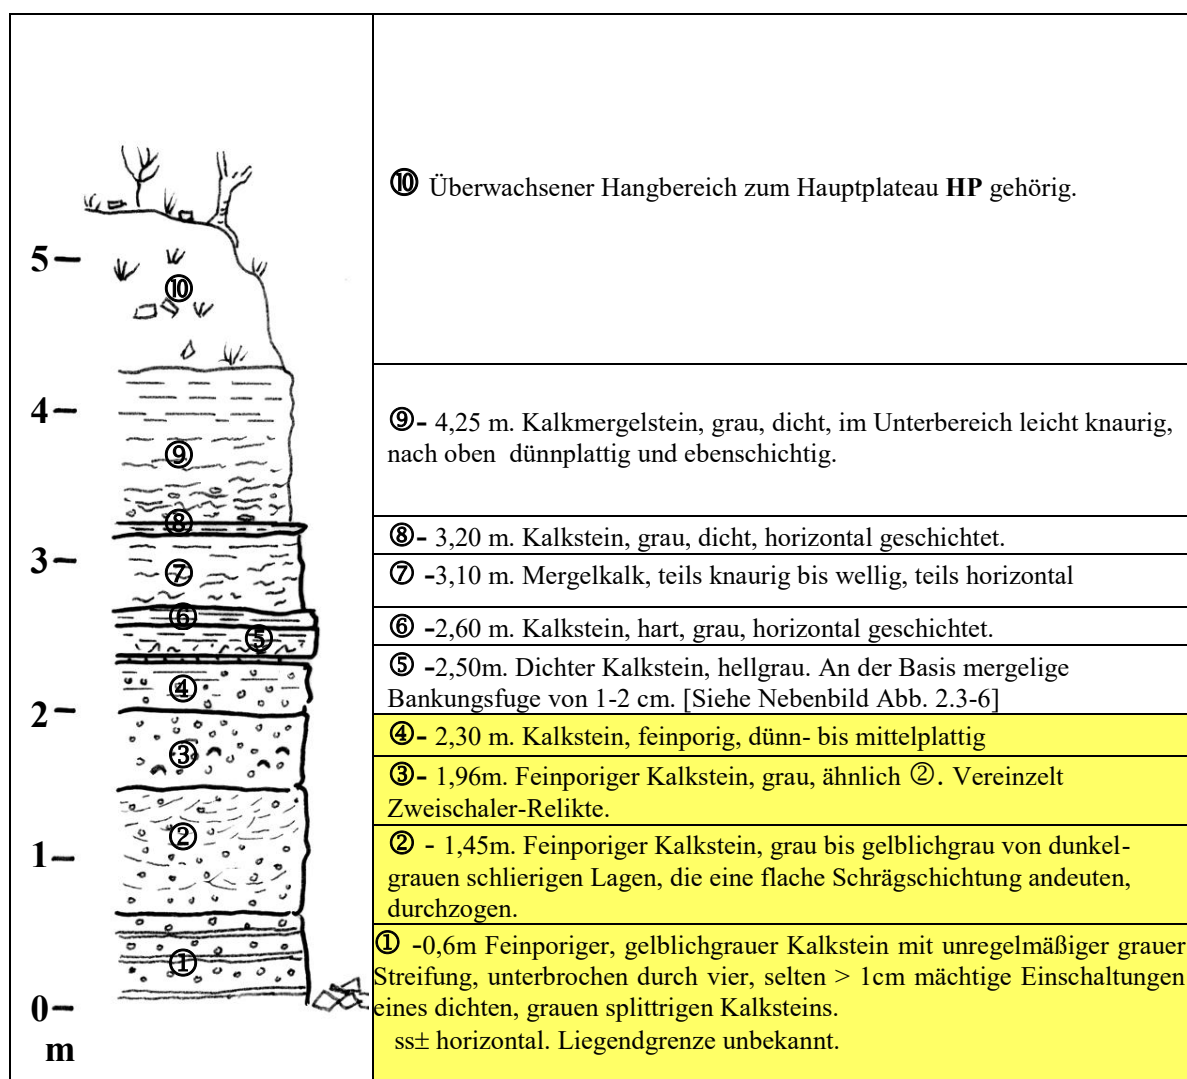 ⑩ Überwachsener Hangbereich zum Hauptplateau HP gehörig.
5
⑩
4
⑨- 4,25 m. Kalkmergelstein, grau, dicht, im Unterbereich leicht knaurig,
nach oben dünnplattig und ebenschichtig.
⑨
⑧
⑧- 3,20 m. Kalkstein, grau, dicht, horizontal geschichtet.
3
⑦
⑦ -3,10 m. Mergelkalk, teils knaurig bis wellig, teils horizontal
⑥
⑥ -2,60 m. Kalkstein, hart, grau, horizontal geschichtet.
⑤
⑤ -2,50m. Dichter Kalkstein, hellgrau. An der Basis mergelige
Bankungsfuge von 1-2 cm. [Siehe Nebenbild Abb. 2.3-6]
④
2
④- 2,30 m. Kalkstein, feinporig, dünn- bis mittelplattig
③
③- 1,96m. Feinporiger Kalkstein, grau, ähnlich ②. Vereinzelt
Zweischaler-Relikte.
②
1
② - 1,45m. Feinporiger Kalkstein, grau bis gelblichgrau von dunkel-
grauen schlierigen Lagen, die eine flache Schrägschichtung andeuten,
durchzogen.
①
① -0,6m Feinporiger, gelblichgrauer Kalkstein mit unregelmäßiger grauer
Streifung, unterbrochen durch vier, selten > 1cm mächtige Einschaltungen
eines dichten, grauen splittrigen Kalksteins.
ss± horizontal. Liegendgrenze unbekannt.
0
m